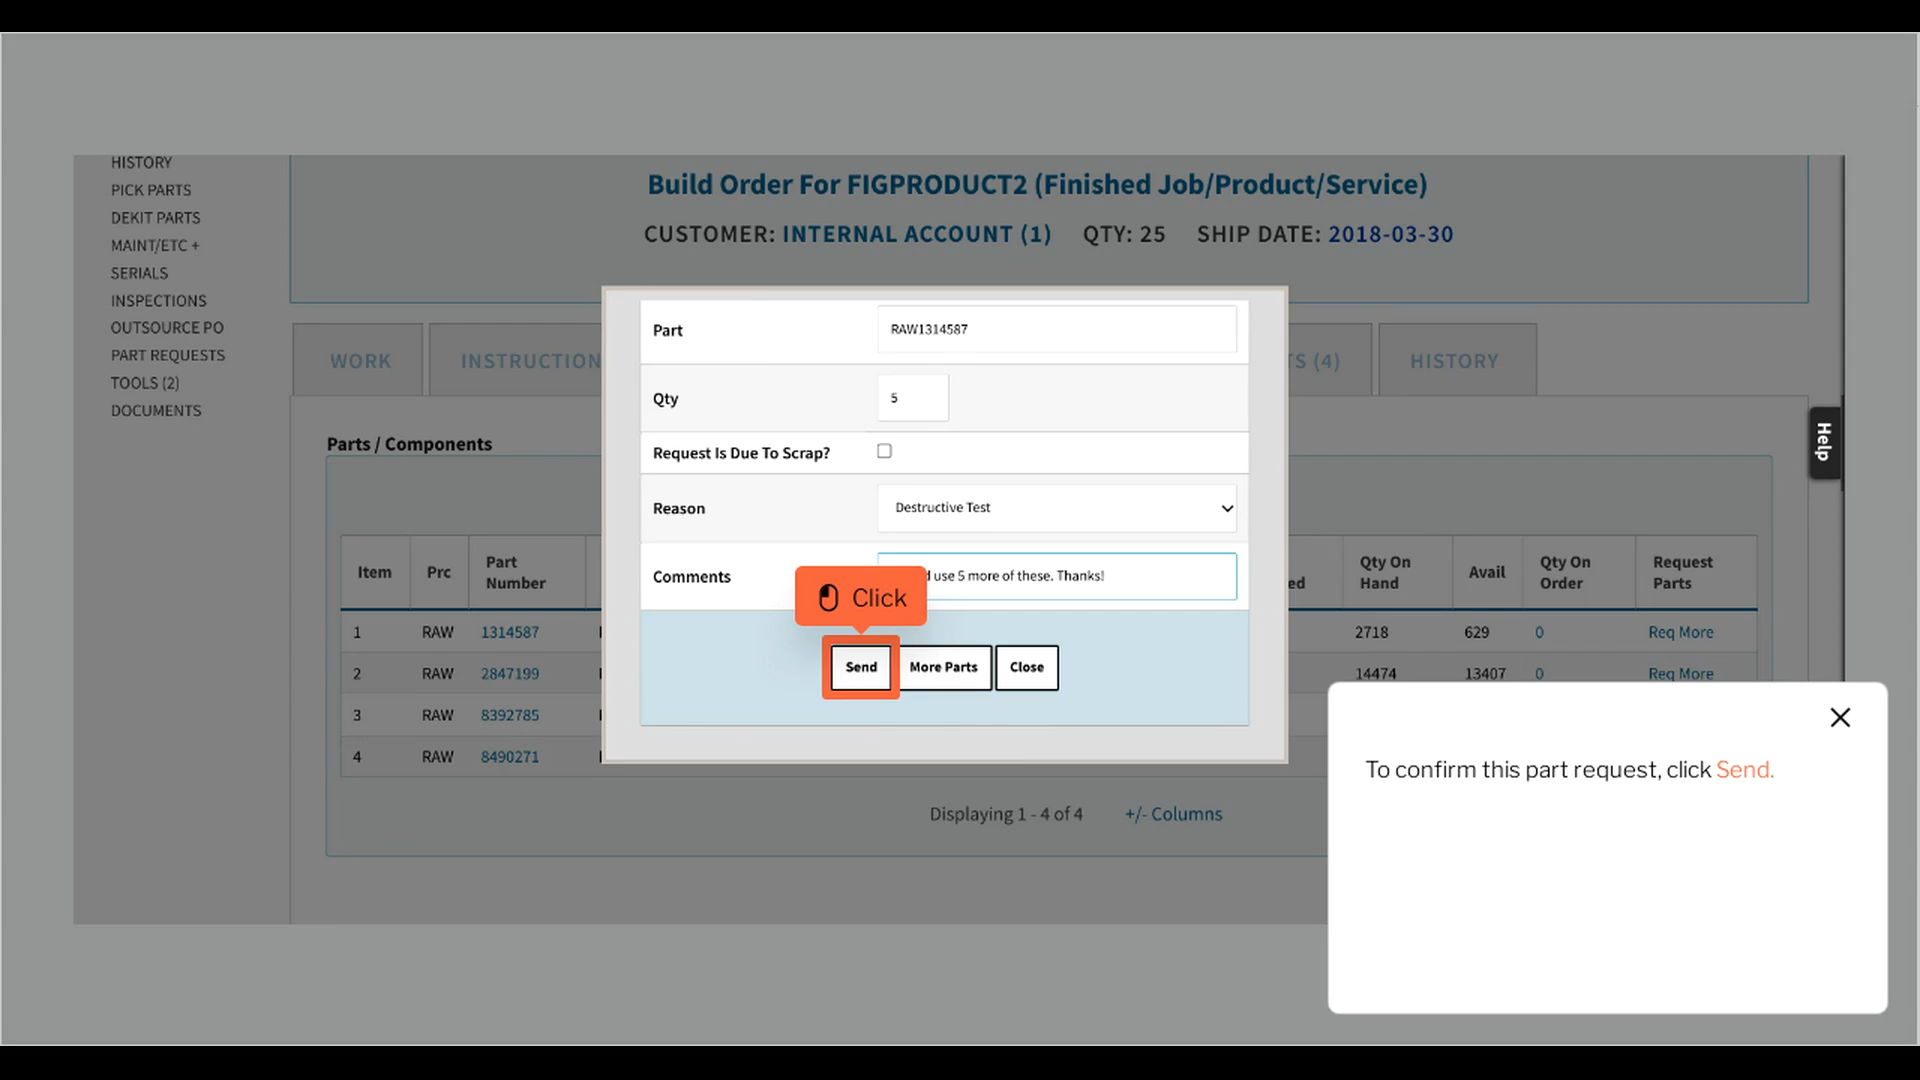 HISTORY
PICK PARTS
DEKIT PARTS
MAINT/ETC +
SERIALS
INSPECTIONS
OUTSOURCE PO
PART REQUESTS
TOOLS (2)
DOCUMENTS
Build Order For FIGPRODUCT2 (Finished Job/Product/Service)
CUSTOMER: INTERNAL ACCOUNT (1) QTY: 25 SHIP DATE: 2018-03-30
WORK INSTRUCTION (4) HISTORY
Help
Parts / Components
Item Prc Part Number Qty On Hand Avail Qty On Order Request Parts
1 RAW 1314587 2718 629 0 Req More
2 RAW 2847199 14474 13407 0 Req More
3 RAW 8392785
4 RAW 8490271
Displaying 1 - 4 of 4 +/- Columns
Part RAW1314587
Qty 5
Request Is Due To Scrap?
Reason Destructive Test
Comments use 5 more of these. Thanks!
Click
Send More Parts Close
To confirm this part request, click Send.